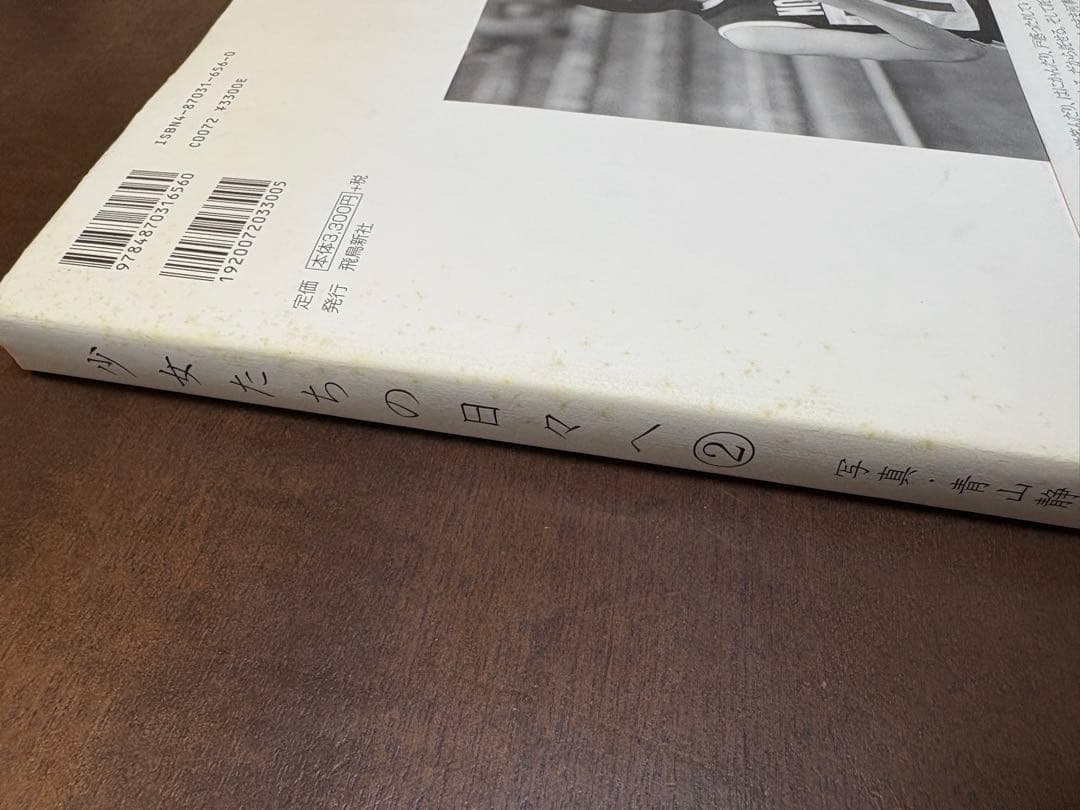 ISBN4-87031-656-0
C0072 ¥3300E
9784870316560
1920072033005
定価 本体3,300円+税
発行 飛鳥新社
少女たちの日々へ② 写真・青山静
NO